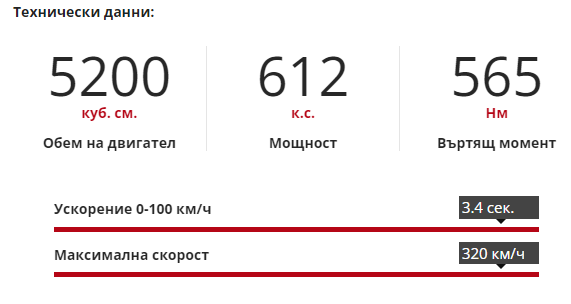 Технически данни:
5200 612 565
куб. см. к.с. Нм
Обем на двигател Мощност Въртящ момент
Ускорение 0-100 км/ч 3.4 сек.
Максимална скорост 320 км/ч